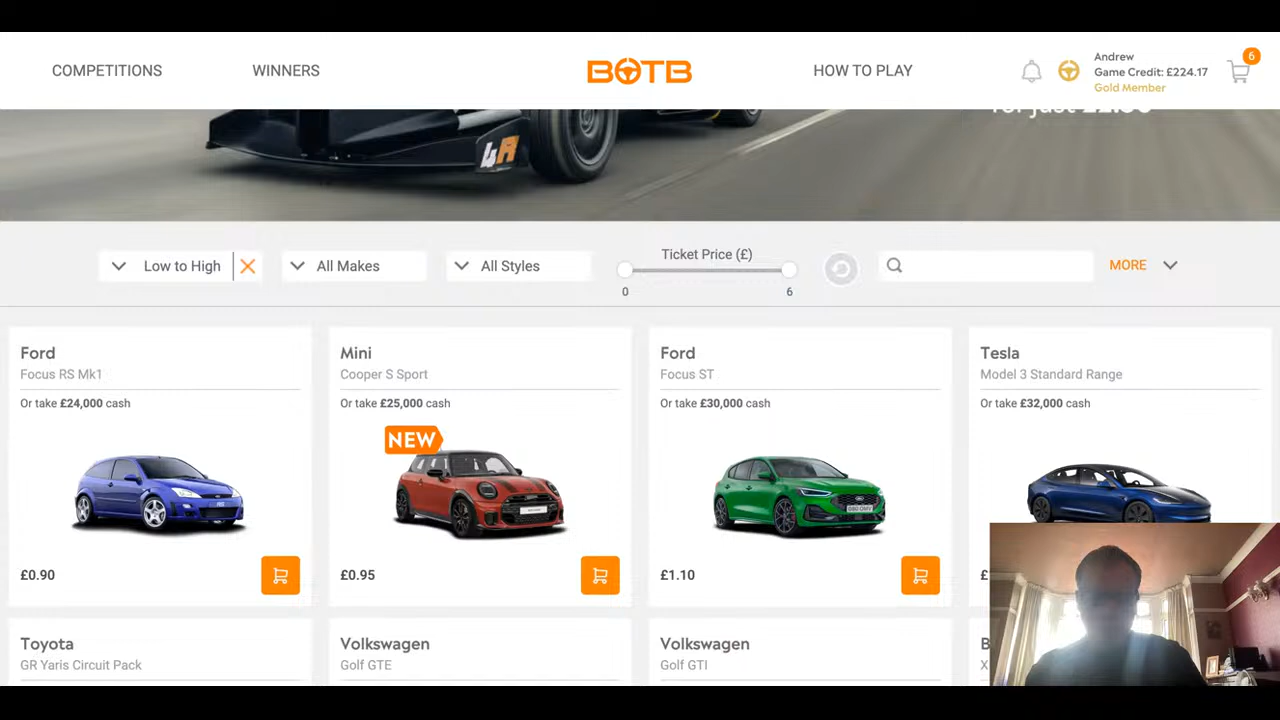 COMPETITIONS
WINNERS
BOTB
HOW TO PLAY
Andrew
Game Credit: £224.17
Gold Member
6
for just
Low to High
All Makes
All Styles
Ticket Price (£)
0
6
MORE
Ford
Focus RS Mk1
Or take £24,000 cash
£0.90
Mini
Cooper S Sport
Or take £25,000 cash
NEW
£0.95
Ford
Focus ST
Or take £30,000 cash
£1.10
Tesla
Model 3 Standard Range
Or take £32,000 cash
Toyota
GR Yaris Circuit Pack
Volkswagen
Golf GTE
Volkswagen
Golf GTI